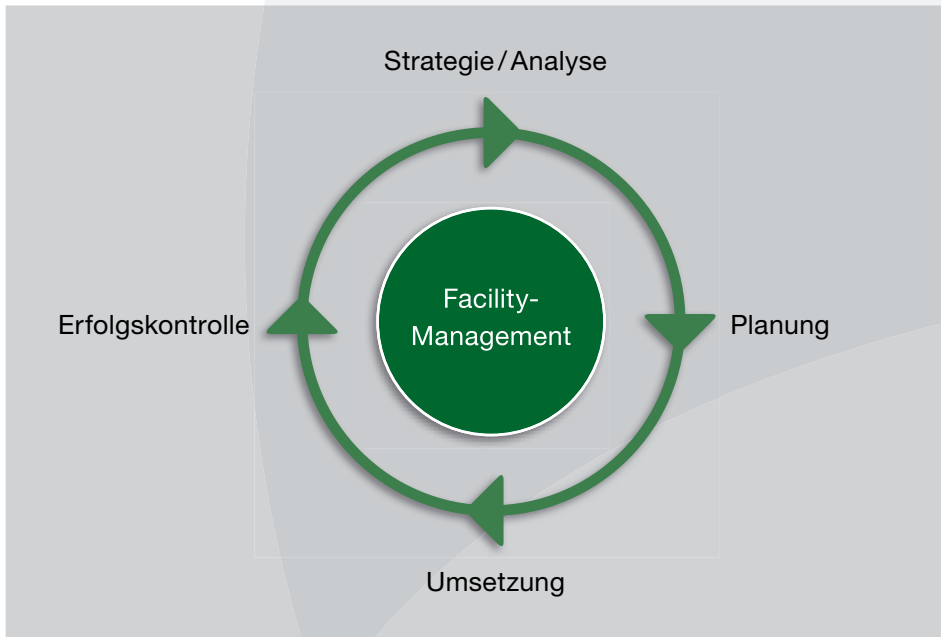 Strategie/Analyse
Facility-
Management
Erfolgskontrolle
Planung
Umsetzung